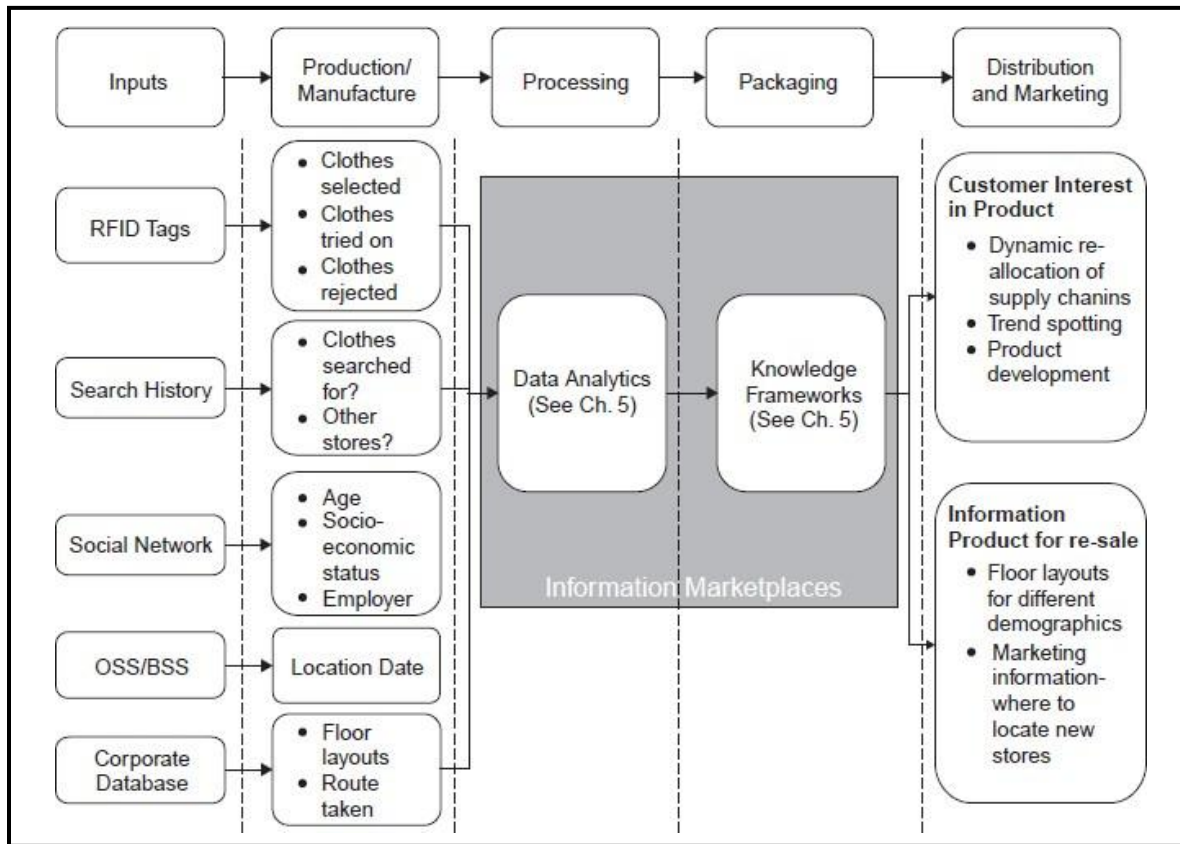 Inputs
Production/
Manufacture
Processing
Packaging
Distribution
and Marketing
RFID Tags
• Clothes
selected
• Clothes
tried on
• Clothes
rejected
Search History
• Clothes
searched
for?
• Other
stores?
Social Network
• Age
• Socio-
economic
status
• Employer
OSS/BSS
Location Date
Corporate
Database
• Floor
layouts
• Route
taken
Data Analytics
(See Ch. 5)
Knowledge
Frameworks
(See Ch. 5)
Information Marketplaces
Customer Interest
in Product
• Dynamic re-
allocation of
supply chanins
• Trend spotting
• Product
development
Information
Product for re-sale
• Floor layouts
for different
demographics
• Marketing
information-
where to
locate new
stores